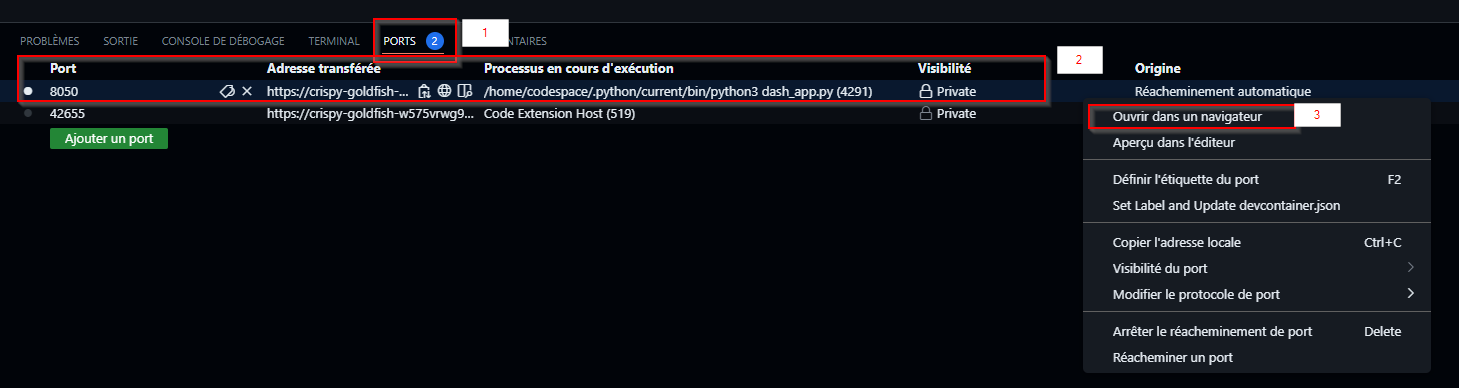 PROBLÈMES SORTIE CONSOLE DE DÉBOGAGE TERMINAL PORTS 2 1 NTAIRES
Port Adresse transférée Processus en cours d'exécution Visibilité 2 Origine
8050 https://crispy-goldfish-... /home/codespace/.python/current/bin/python3 dash_app.py (4291) Private Réacheminement automatique
42655 https://crispy-goldfish-w575vrwg9... Code Extension Host (519) Private
Ajouter un port
Ouvrir dans un navigateur 3
Aperçu dans l'éditeur
Définir l'étiquette du port F2
Set Label and Update devcontainer.json
Copier l'adresse locale Ctrl+C
Visibilité du port
Modifier le protocole de port
Arrêter le réacheminement de port Delete
Réacheminer un port